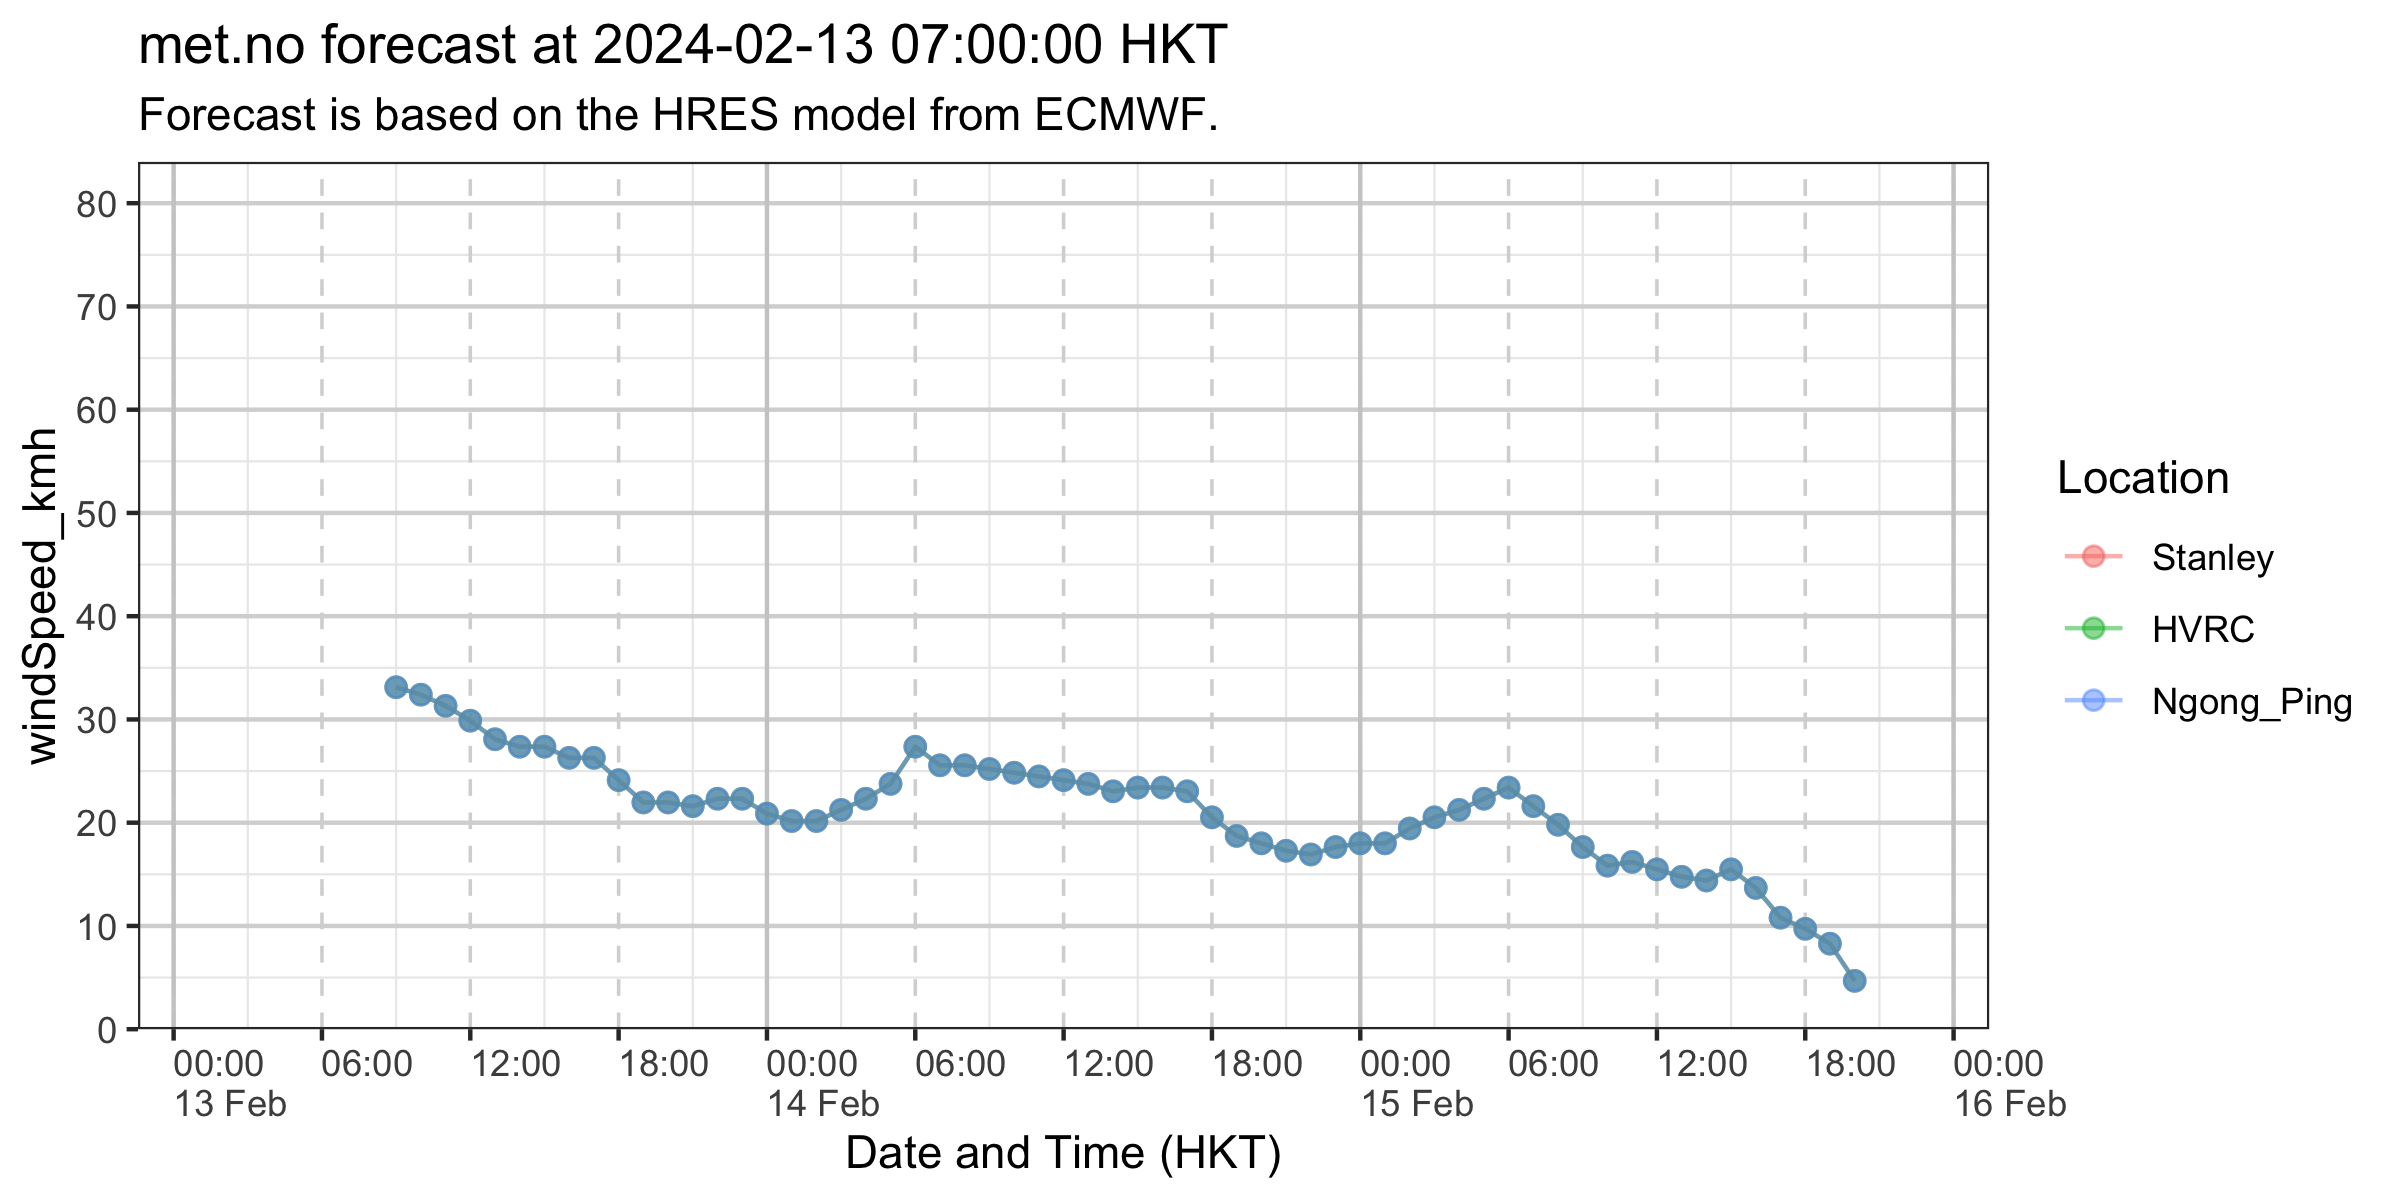 met.no forecast at 2024-02-13 07:00:00 HKT
Forecast is based on the HRES model from ECMWF.
windSpeed_kmh
80
70
60
50
40
30
20
10
0
00:00 06:00 12:00 18:00 00:00 06:00 12:00 18:00 00:00 06:00 12:00 18:00 00:00
13 Feb 14 Feb 15 Feb 16 Feb
Date and Time (HKT)
Location
Stanley
HVRC
Ngong_Ping